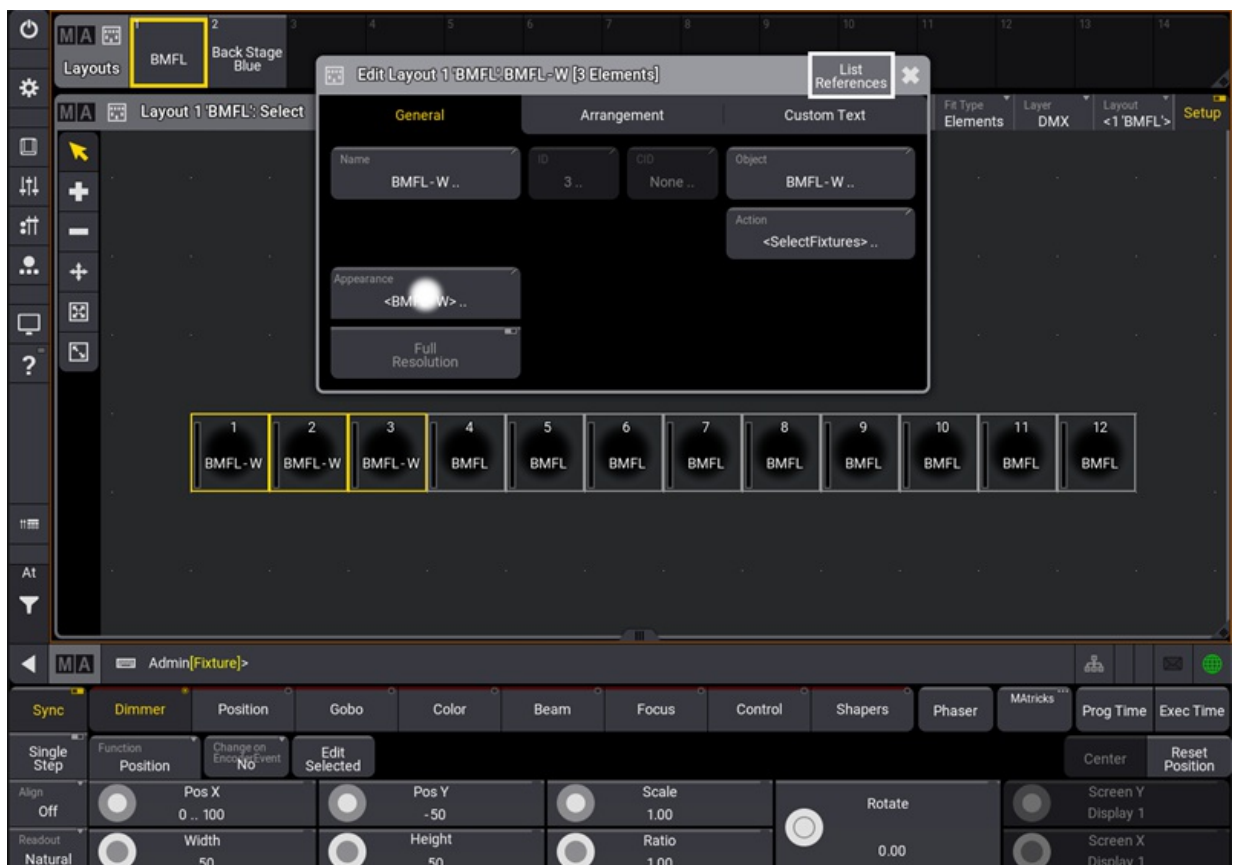 MA
Layouts
1
BMFL
2
Back Stage
Blue
3
4
5
6
7
8
9
10
11
12
13
14
MA
Layout 1 'BMFL': Select
Fit Type
Elements
Layer
DMX
Layout
<1 'BMFL'>
Setup
Edit Layout 1 'BMFL'.BMFL-W [3 Elements]
List
References
General
Arrangement
Custom Text
Name
BMFL-W ..
ID
3 ..
CID
None ..
Object
BMFL-W ..
Action
<SelectFixtures> ..
Appearance
Full
Resolution
?
1
BMFL-W
2
BMFL-W
3
BMFL-W
4
BMFL
5
BMFL
6
BMFL
7
BMFL
8
BMFL
9
BMFL
10
BMFL
11
BMFL
12
BMFL
At
MA
Admin[Fixture]>
Sync
Dimmer
Position
Gobo
Color
Beam
Focus
Control
Shapers
Phaser
MAtricks
Prog Time
Exec Time
Single
Step
Function
Position
Change on
EncoderEvent
No
Edit
Selected
Center
Reset
Position
Align
Off
Pos X
0 .. 100
Pos Y
-50
Scale
1.00
Rotate
0.00
Screen Y
Display 1
Readout
Natural
Width
50
Height
50
Ratio
1.00
Screen X
Display 1